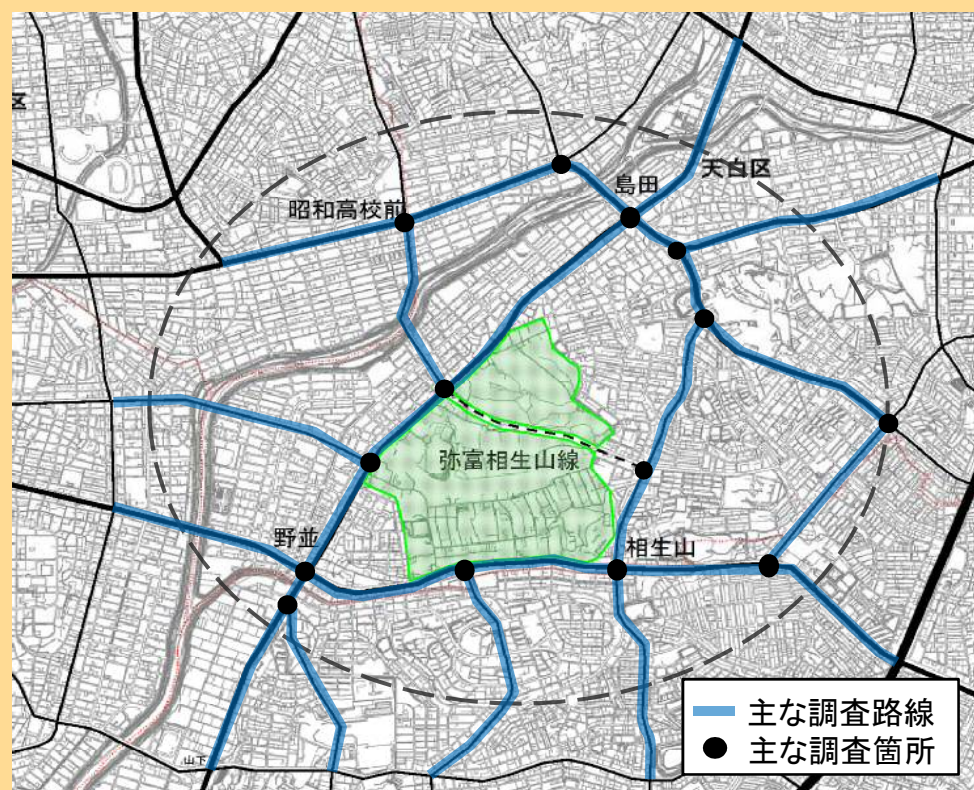 区
天白区
島田
昭和高校前
弥富相生山線
野並
相生山
山下
主な調査路線
主な調査箇所